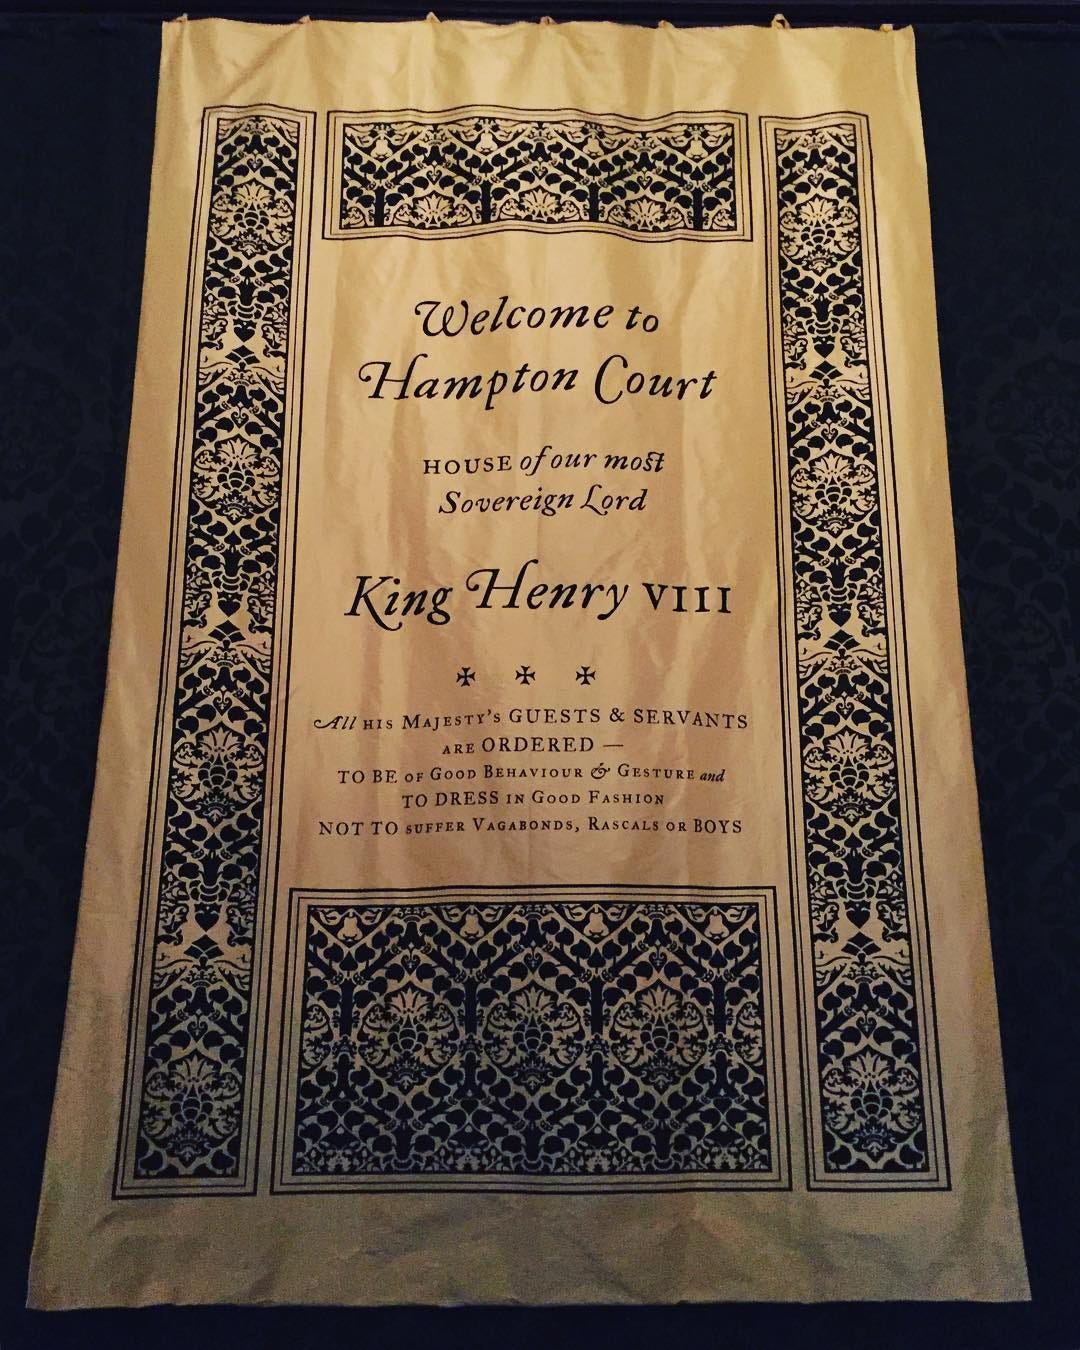 Welcome to
Hampton Court
HOUSE of our most
Sovereign Lord
King Henry VIII
All HIS MAJESTY'S GUESTS & SERVANTS
ARE ORDERED —
TO BE OF GOOD BEHAVIOUR & GESTURE and
TO DRESS IN GOOD FASHION
NOT TO SUFFER VAGABONDS, RASCALS OR BOYS